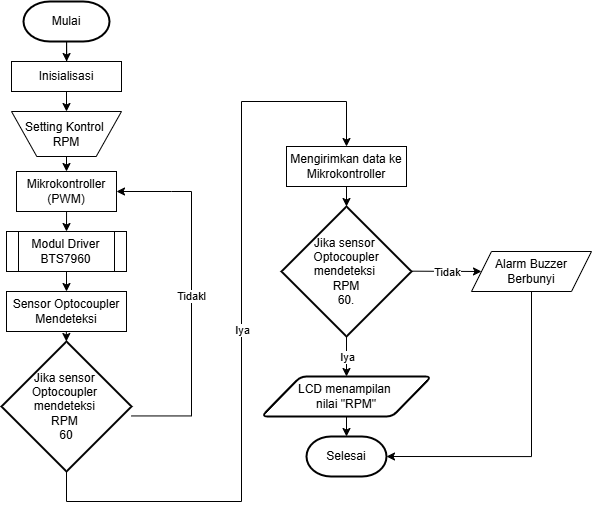 Mulai
Inisialisasi
Setting Kontrol
RPM
Mikrokontroller
(PWM)
Modul Driver
BTS7960
Sensor Optocoupler
Mendeteksi
Jika sensor
Optocoupler
mendeteksi
RPM
60
Tidakl
Iya
Mengirimkan data ke
Mikrokontroller
Jika sensor
Optocoupler
mendeteksi
RPM
60.
Tidak
Alarm Buzzer
Berbunyi
Iya
LCD menampilan
nilai "RPM"
Selesai